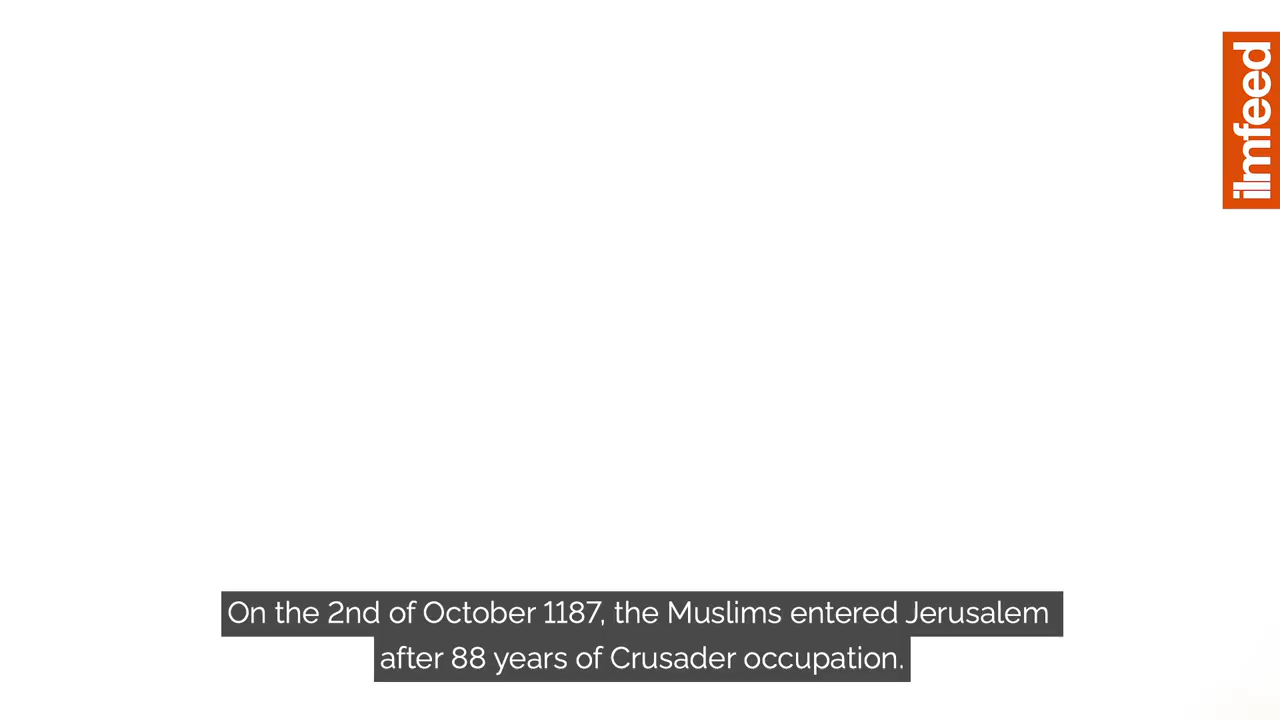 ilmfeed
On the 2nd of October 1187, the Muslims entered Jerusalem
after 88 years of Crusader occupation.